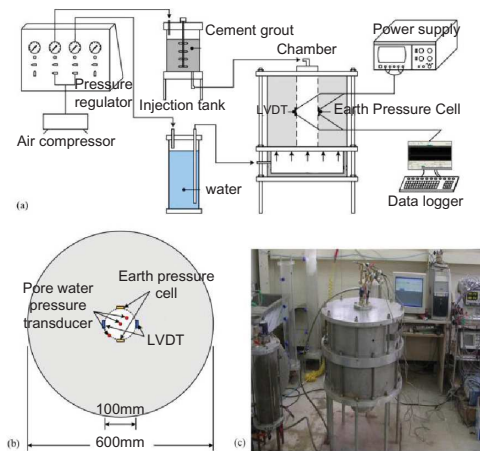 Cement grout
Power supply
Chamber
Pressure
regulator
Injection tank
LVDT
Earth Pressure Cell
Air compressor
water
Data logger
(a)
Earth pressure
cell
Pore water
pressure
transducer
LVDT
100mm
600mm
(b)
(c)